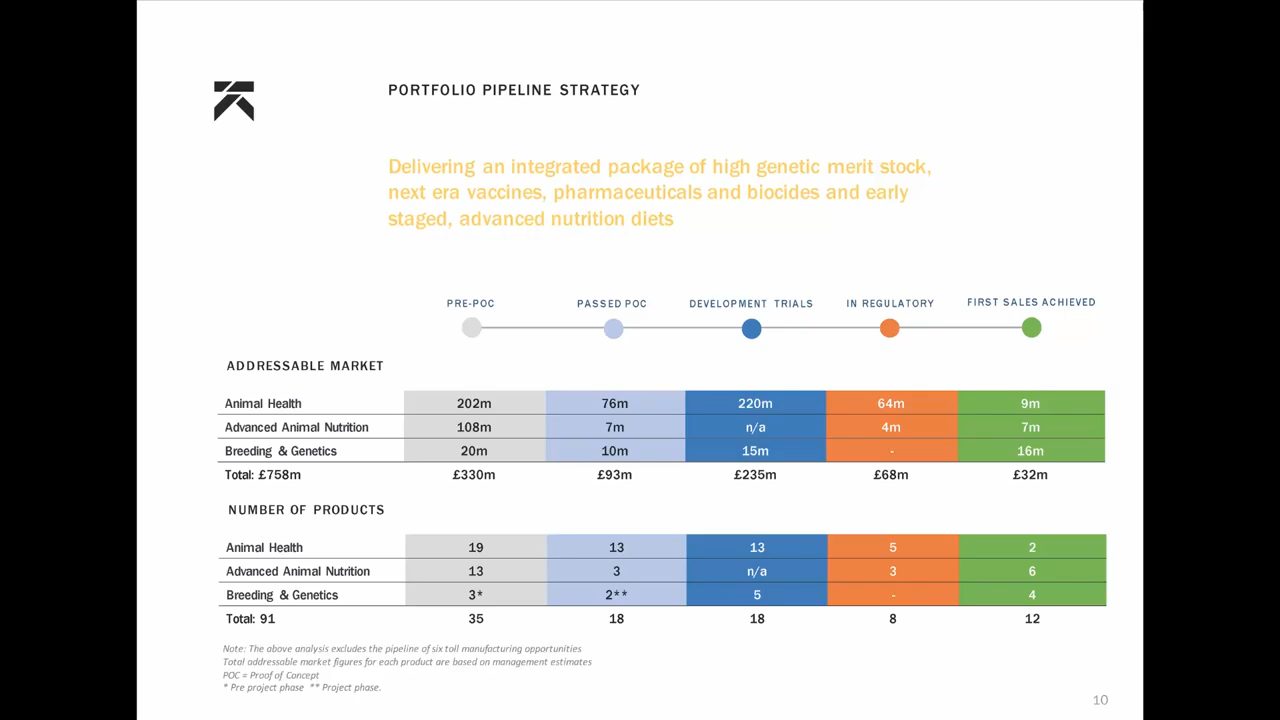 PORTFOLIO PIPELINE STRATEGY
Delivering an integrated package of high genetic merit stock,
next era vaccines, pharmaceuticals and biocides and early
staged, advanced nutrition diets
PRE-POC PASSED POC DEVELOPMENT TRIALS IN REGULATORY FIRST SALES ACHIEVED
ADDRESSABLE MARKET
Animal Health 202m 76m 220m 64m 9m
Advanced Animal Nutrition 108m 7m n/a 4m 7m
Breeding & Genetics 20m 10m 15m - 16m
Total: £758m £330m £93m £235m £68m £32m
NUMBER OF PRODUCTS
Animal Health 19 13 13 5 2
Advanced Animal Nutrition 13 3 n/a 3 6
Breeding & Genetics 3* 2** 5 - 4
Total: 91 35 18 18 8 12
Note: The above analysis excludes the pipeline of six toll manufacturing opportunities
Total addressable market figures for each product are based on management estimates
POC = Proof of Concept
* Pre project phase ** Project phase.
10